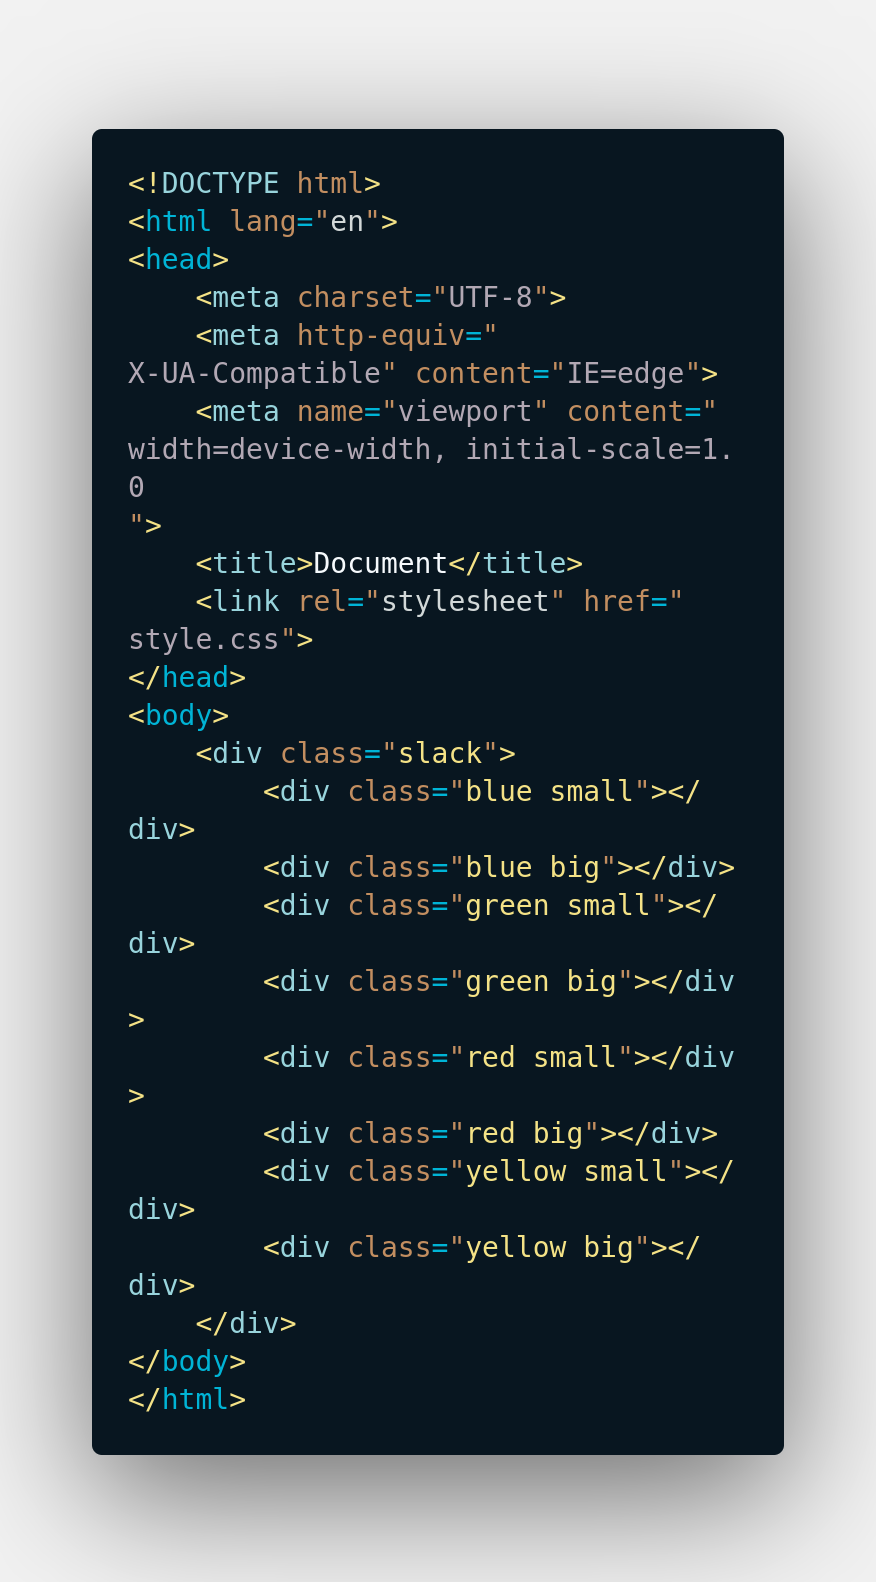 <!DOCTYPE html>
<html lang="en">
<head>
    <meta charset="UTF-8">
    <meta http-equiv="
X-UA-Compatible" content="IE=edge">
    <meta name="viewport" content="
width=device-width, initial-scale=1.
0
">
    <title>Document</title>
    <link rel="stylesheet" href="
style.css">
</head>
<body>
    <div class="slack">
        <div class="blue small"></
div>
        <div class="blue big"></div>
        <div class="green small"></
div>
        <div class="green big"></div
>
        <div class="red small"></div
>
        <div class="red big"></div>
        <div class="yellow small"></
div>
        <div class="yellow big"></
div>
    </div>
</body>
</html>